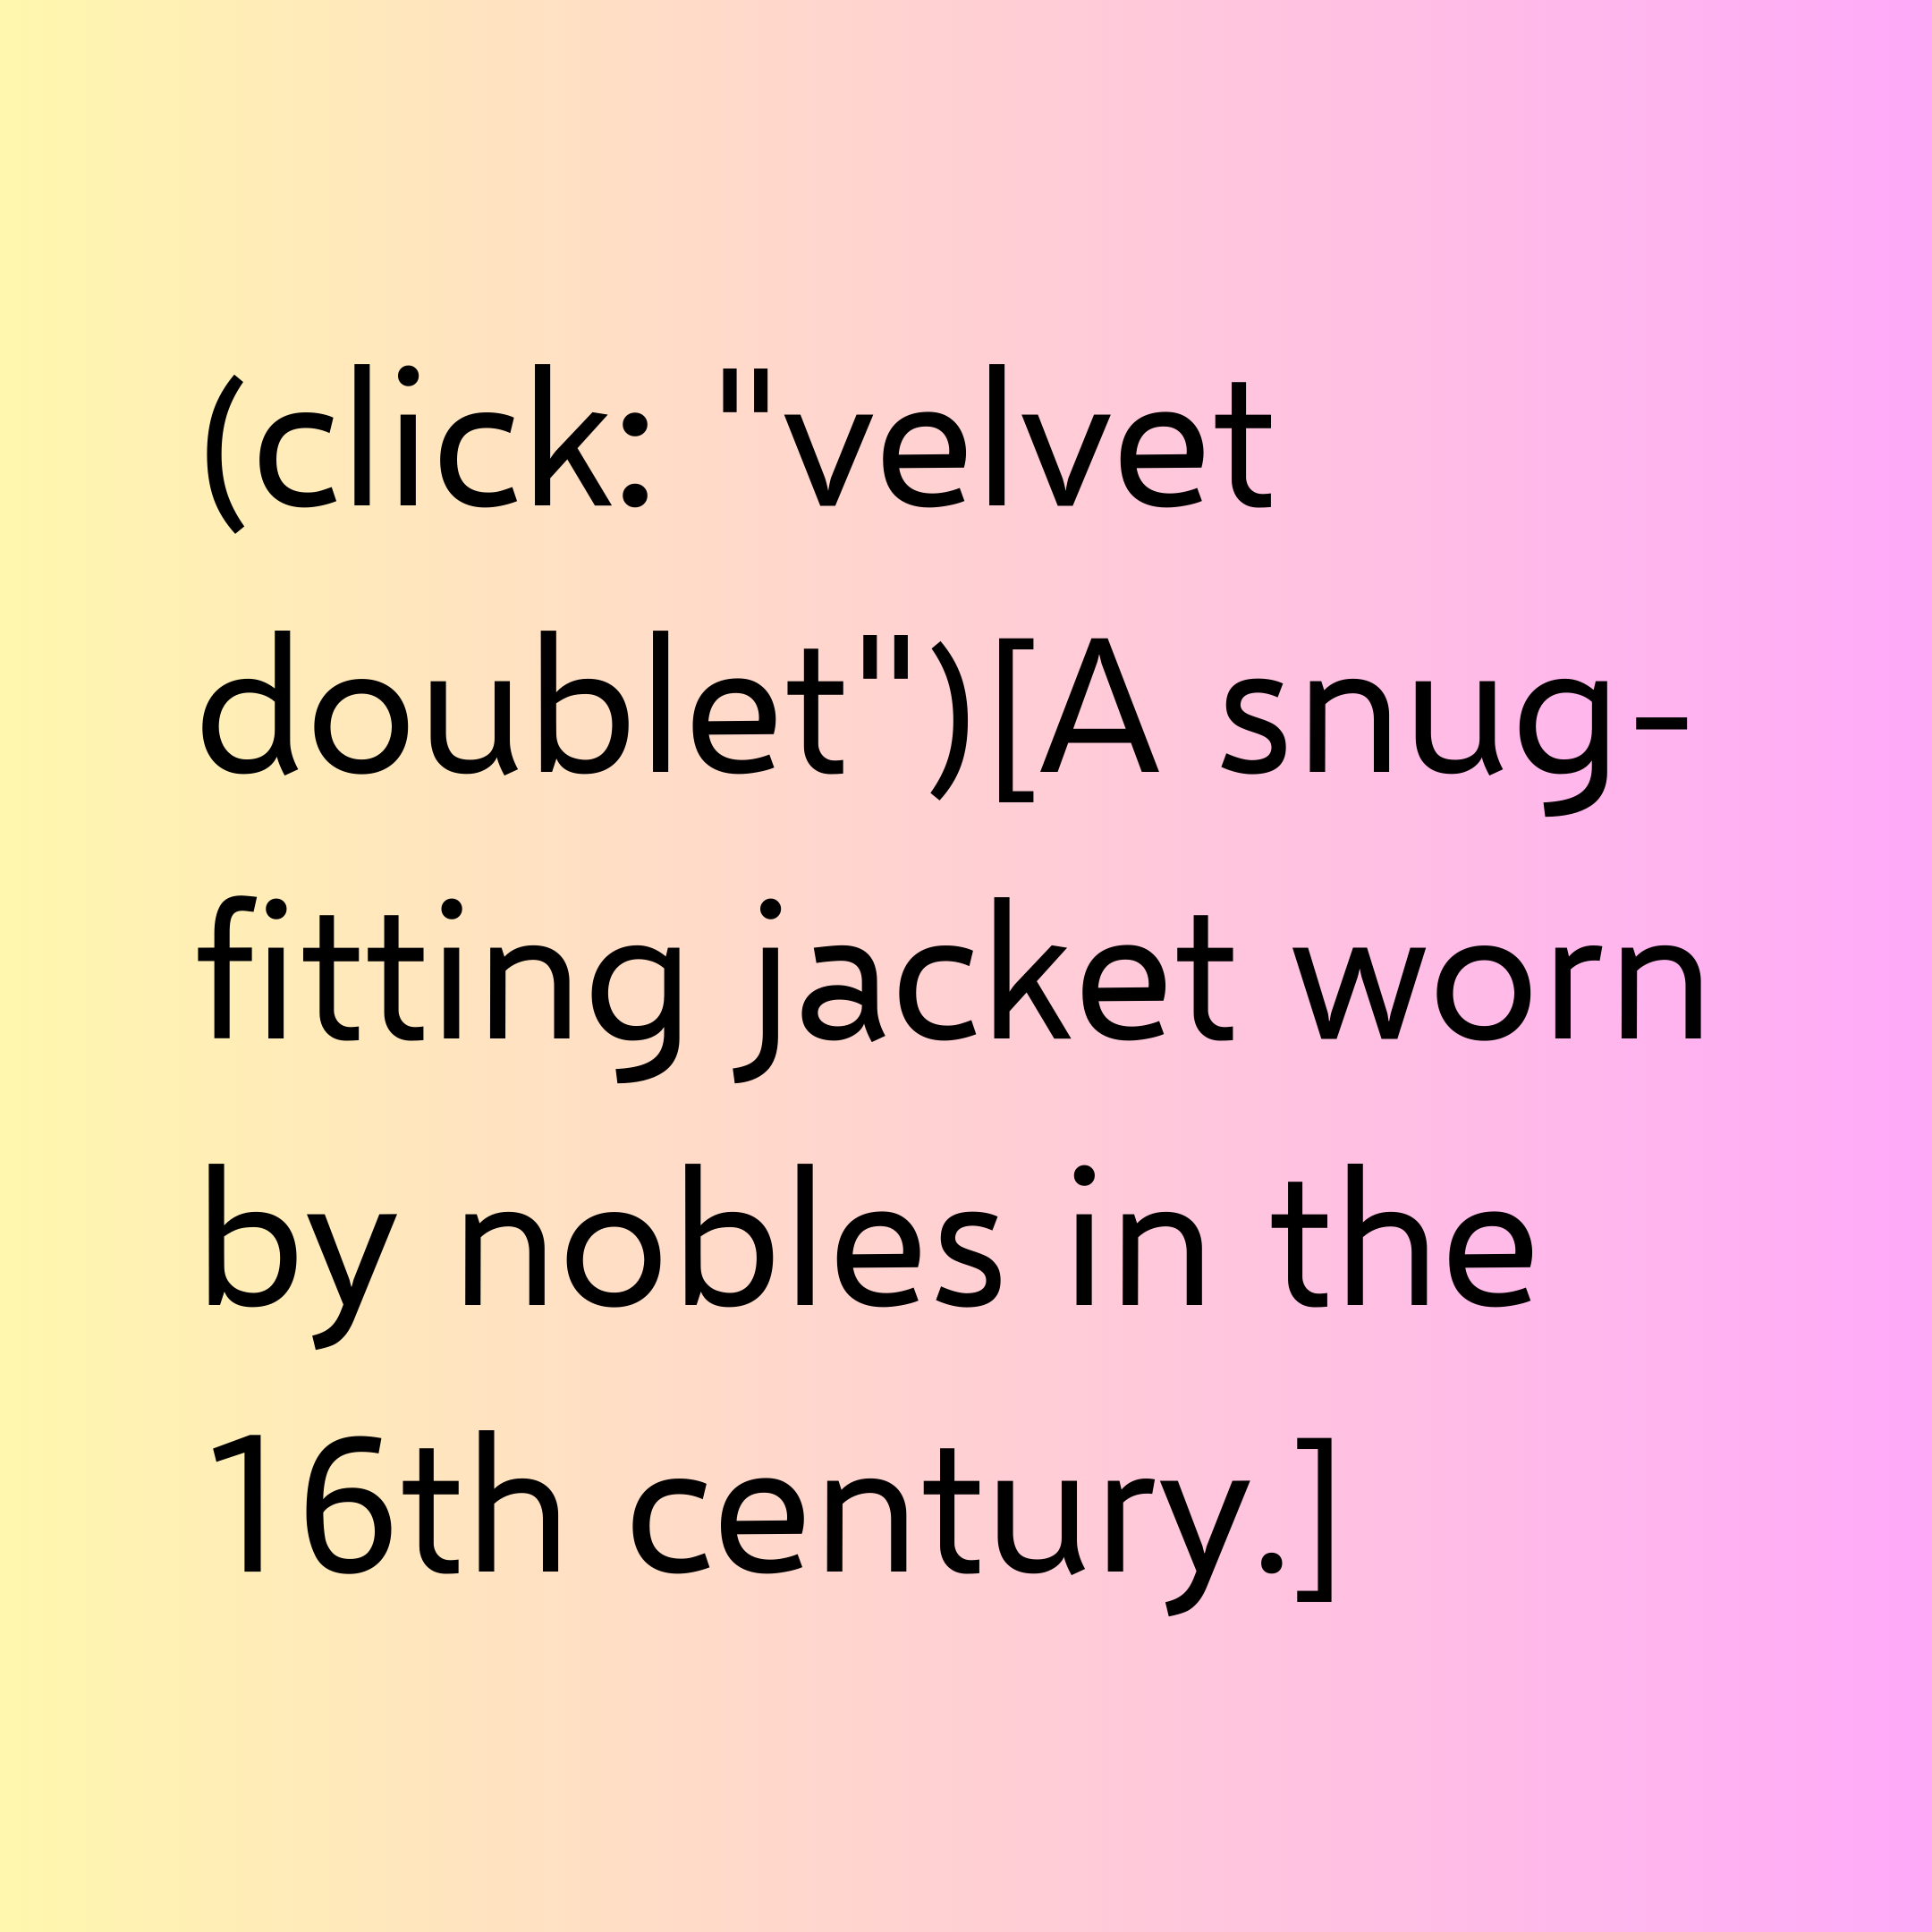 (click: "velvet
doublet")[A snug-
fitting jacket worn
by nobles in the
16th century.]